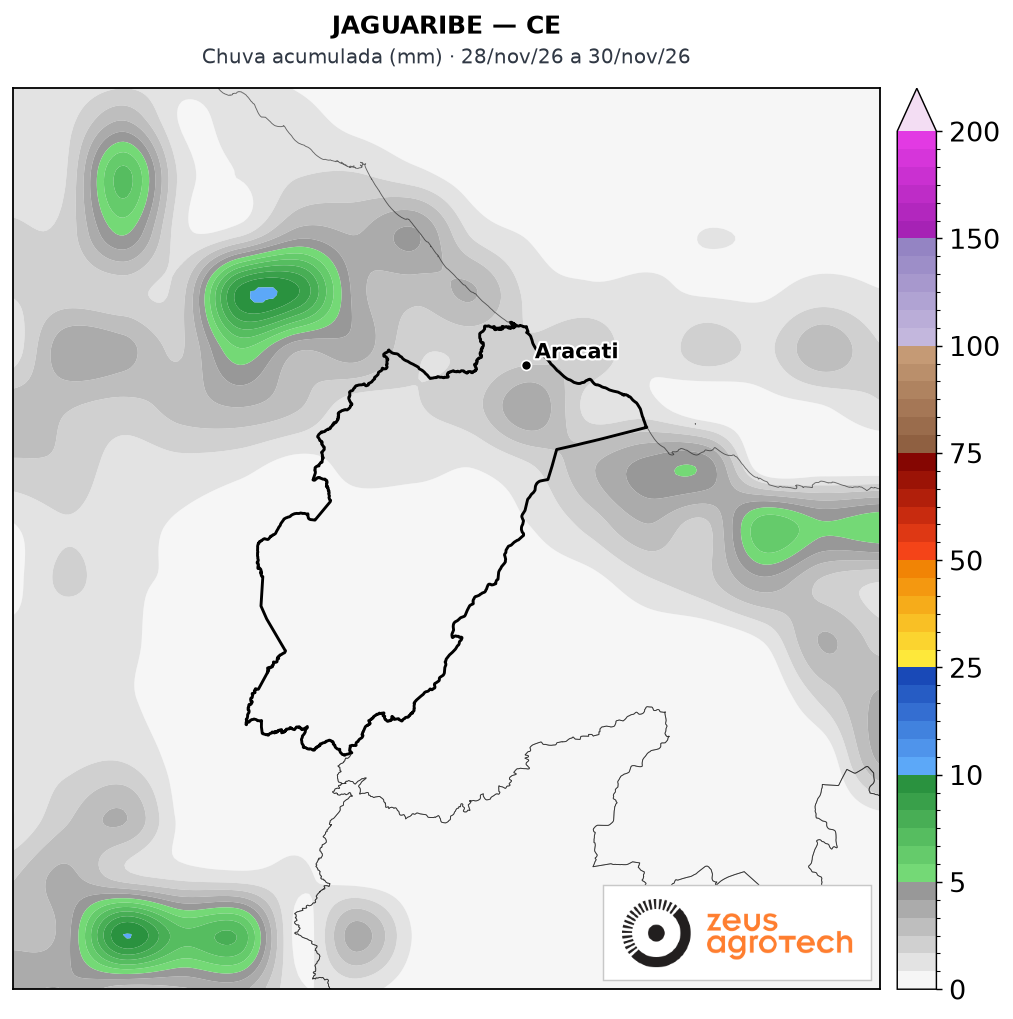 JAGUARIBE — CE
Chuva acumulada (mm) · 28/nov/26 a 30/nov/26
Aracati
200
150
100
75
50
25
10
5
0
zeus
agrotech